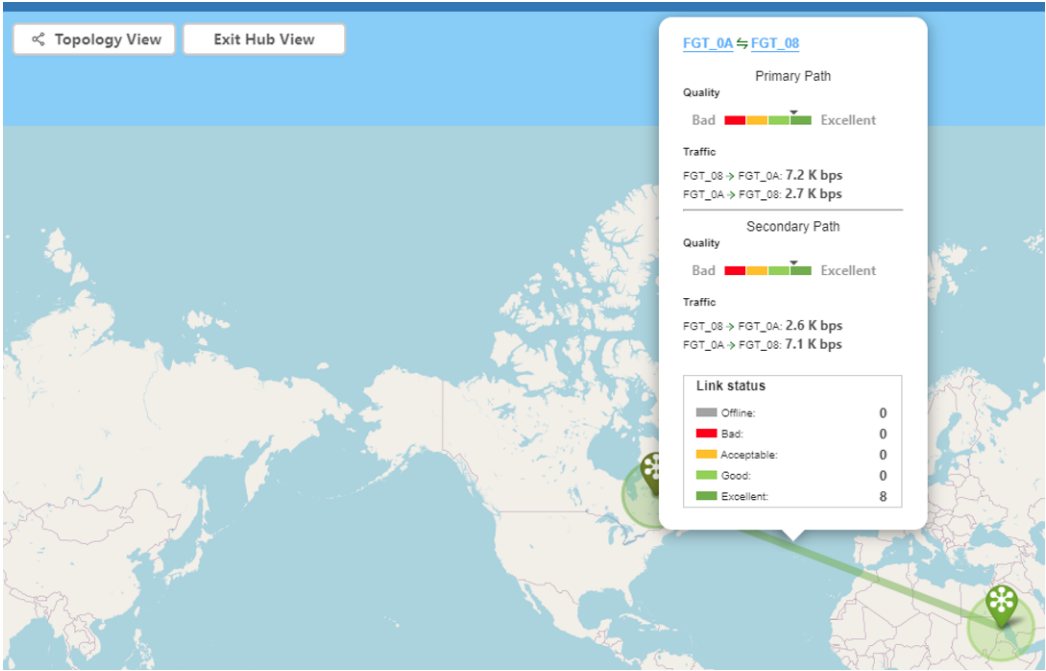 Topology View
Exit Hub View
FGT_0A ⇋ FGT_08
Primary Path
Quality
Bad Excellent
Traffic
FGT_08 → FGT_0A: 7.2 K bps
FGT_0A → FGT_08: 2.7 K bps
Secondary Path
Quality
Bad Excellent
Traffic
FGT_08 → FGT_0A: 2.6 K bps
FGT_0A → FGT_08: 7.1 K bps
Link status
Offline: 0
Bad: 0
Acceptable: 0
Good: 0
Excellent: 8